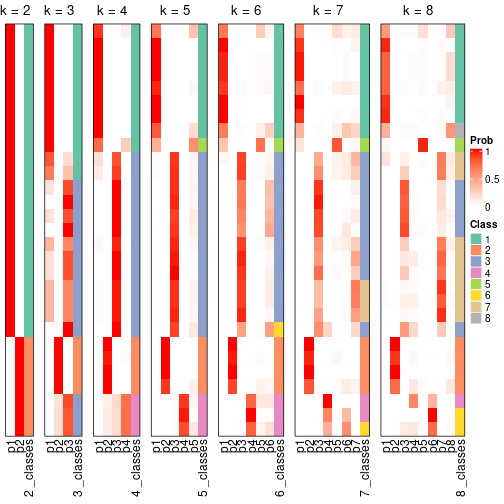 k = 2 k = 3 k = 4 k = 5 k = 6 k = 7 k = 8
Prob
1
0.5
0
Class
1
2
3
4
5
6
7
8
p1 p2 2_classes p1 p2 p3 3_classes p1 p2 p3 p4 4_classes p1 p2 p3 p4 p5 5_classes p1 p2 p3 p4 p5 p6 6_classes p1 p2 p3 p4 p5 p6 p7 7_classes p1 p2 p3 p4 p5 p6 p7 p8 8_classes